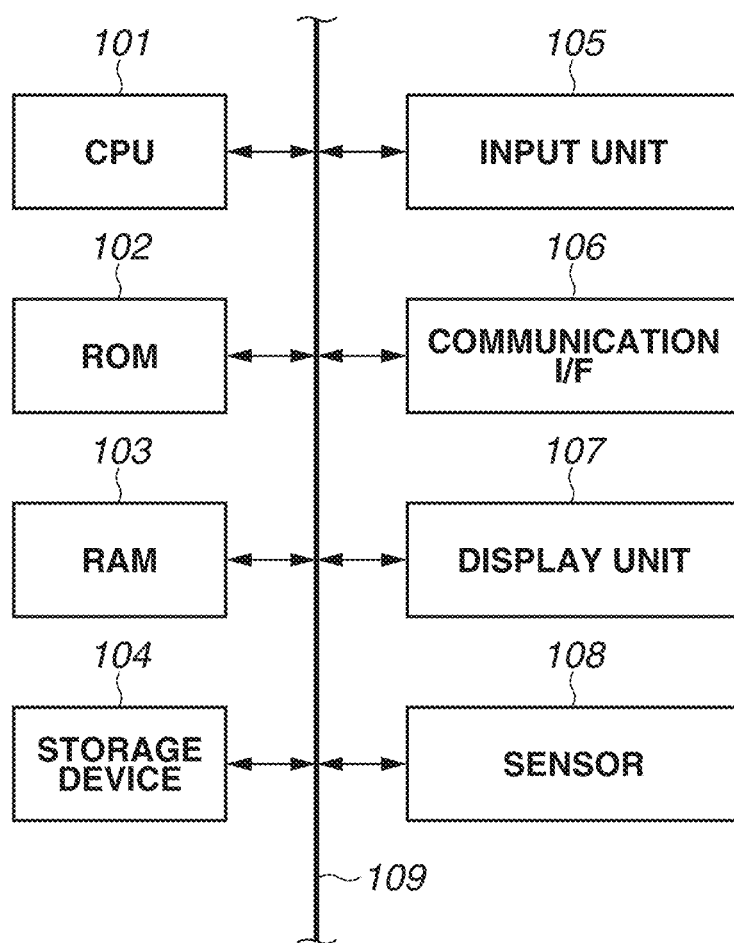 101
CPU
102
ROM
103
RAM
104
STORAGE
DEVICE
105
INPUT UNIT
106
COMMUNICATION
I/F
107
DISPLAY UNIT
108
SENSOR
109